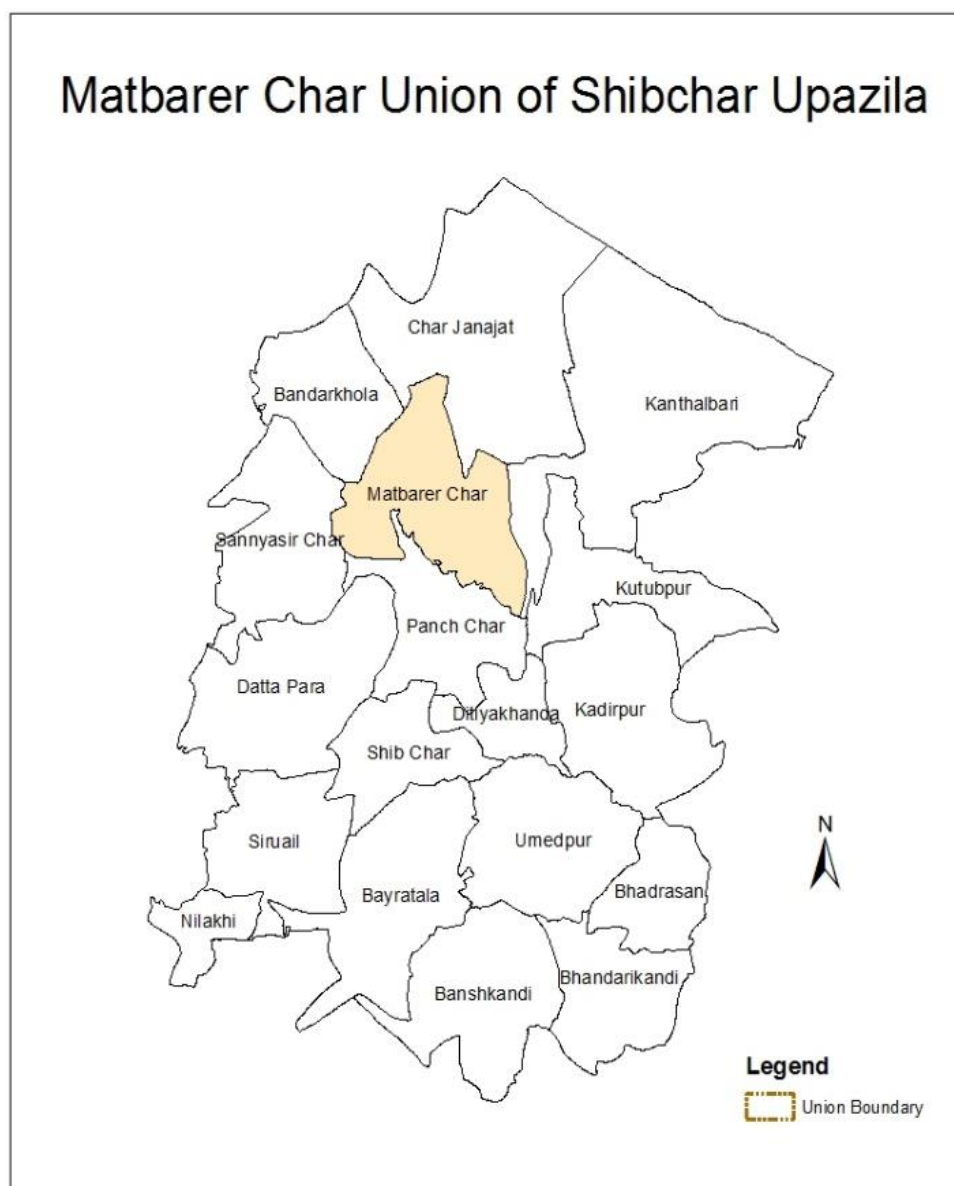 Matbarer Char Union of Shibchar Upazila
Char Janajat
Bandarkhola
Kanthalbari
Matbarer Char
Sannyasir Char
Kutubpur
Panch Char
Datta Para
Kadirpur
Ditiyakhanda
Shib Char
N
Siruail
Umedpur
Bhadrasan
Bayratala
Nilakhi
Bhandarikandi
Banshkandi
Legend
Union Boundary